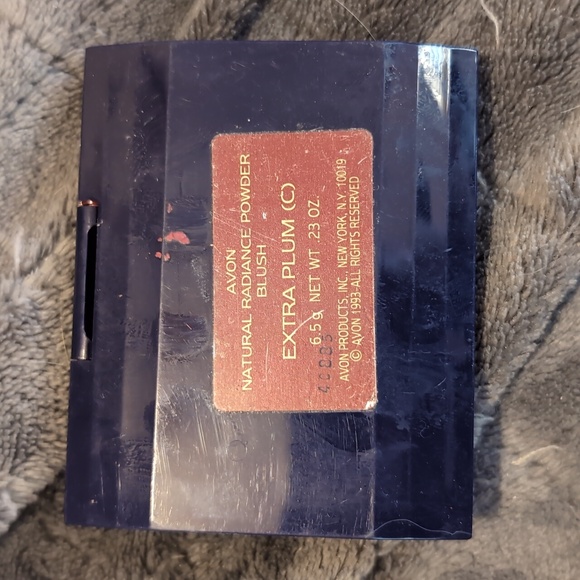 AVON
NATURAL RADIANCE POWDER
BLUSH
EXTRA PLUM (C)
6.5 g NET WT .23 OZ.
AVON PRODUCTS, INC., NEW YORK, N.Y. 10019
© AVON 1993-ALL RIGHTS RESERVED